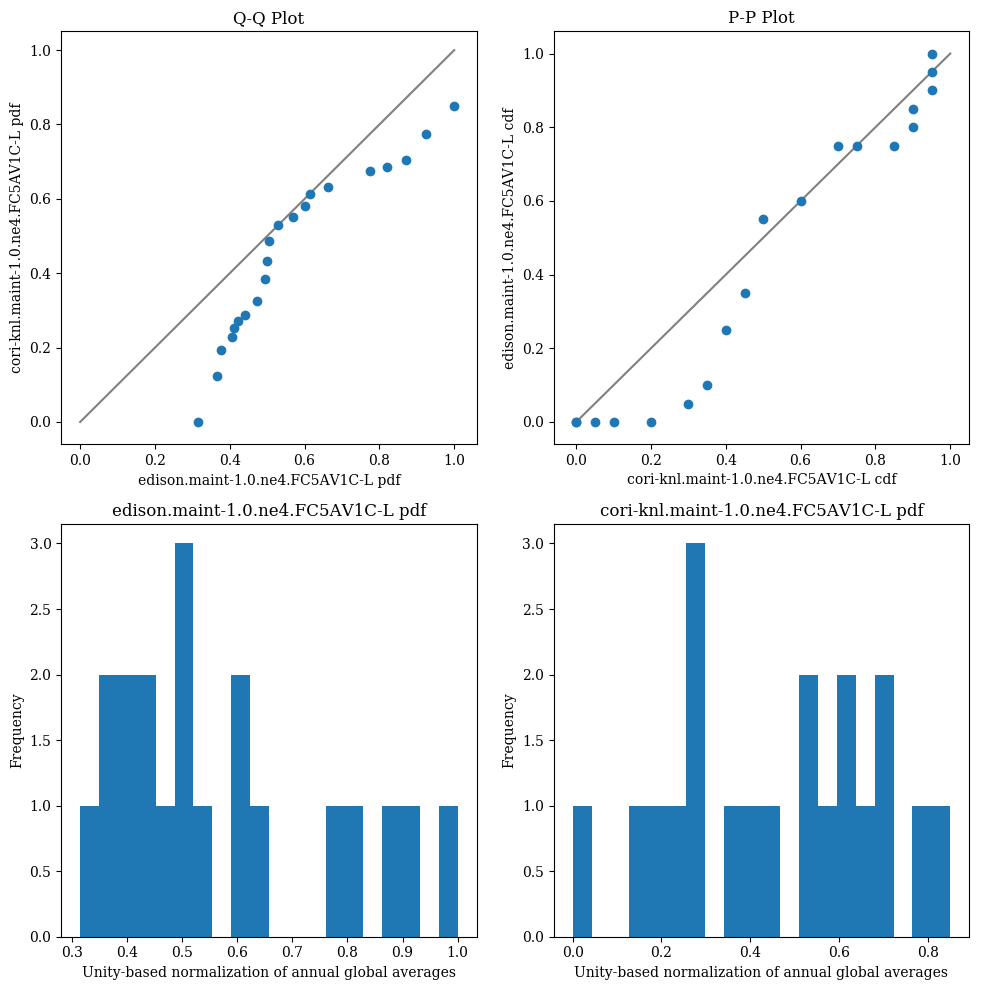 Q-Q Plot
1.0
0.8
0.6
0.4
0.2
0.0
0.0 0.2 0.4 0.6 0.8 1.0
cori-knl.maint-1.0.ne4.FC5AV1C-L pdf
edison.maint-1.0.ne4.FC5AV1C-L pdf
P-P Plot
1.0
0.8
0.6
0.4
0.2
0.0
0.0 0.2 0.4 0.6 0.8 1.0
edison.maint-1.0.ne4.FC5AV1C-L cdf
cori-knl.maint-1.0.ne4.FC5AV1C-L cdf
edison.maint-1.0.ne4.FC5AV1C-L pdf
3.0
2.5
2.0
1.5
1.0
0.5
0.0
0.3 0.4 0.5 0.6 0.7 0.8 0.9 1.0
Frequency
Unity-based normalization of annual global averages
cori-knl.maint-1.0.ne4.FC5AV1C-L pdf
3.0
2.5
2.0
1.5
1.0
0.5
0.0
0.0 0.2 0.4 0.6 0.8
Frequency
Unity-based normalization of annual global averages